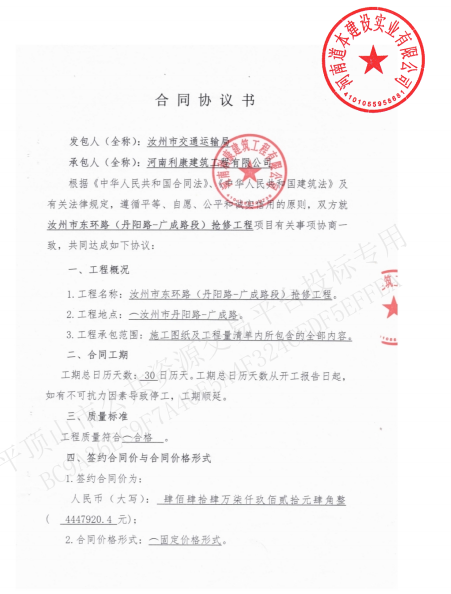 河南道本建设实业有限公司
4101055958681
合同协议书
发包人（全称）：汝州市交通运输局
承包人（全称）：河南利康建筑工程有限公司
根据《中华人民共和国合同法》、《中华人民共和国建筑法》及
有关法律规定，遵循平等、自愿、公平和诚实信用的原则，双方就
汝州市东环路（丹阳路-广成路段）抢修工程项目有关事项协商一
致，共同达成如下协议：
一、工程概况
1.工程名称：汝州市东环路（丹阳路-广成路段）抢修工程。
2.工程地点：汝州市丹阳路-广成路。
3.工程承包范围：施工图纸及工程量清单内所包含的全部内容。
二、合同工期
工期总日历天数：30日历天。工期总日历天数从开工报告日起，
如有不可抗力因素导致停工，工期顺延。
三、质量标准
工程质量符合合格。
四、签约合同价与合同价格形式
1.签约合同价为：
人民币（大写）：肆佰肆拾肆万柒仟玖佰贰拾元肆角整
(4447920.4元)；
2.合同价格形式：固定价格形式。